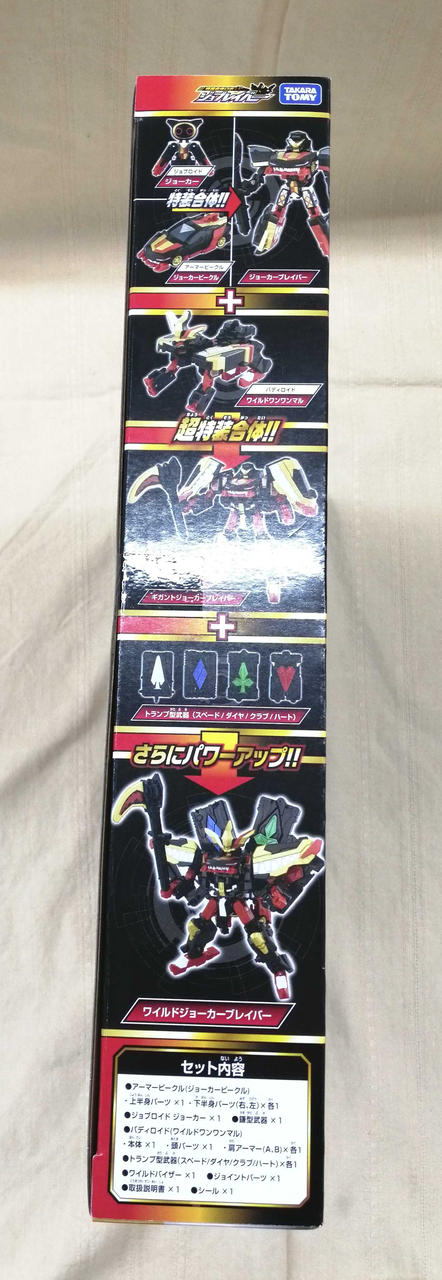 ジョブレイバー
TAKARA TOMY
ジョブロイド
ジョーカー
特装合体!!
アーマービークル
ジョーカービークル
ジョーカーブレイバー
+
バディロイド
ワイルドワンワンマル
超特装合体!!
ギガントジョーカーブレイバー
+
トランプ型武器(スペード/ダイヤ/クラブ/ハート)
さらにパワーアップ!!
ワイルドジョーカーブレイバー
セット内容
●アーマービークル(ジョーカービークル)
・上半身パーツ×1・下半身パーツ(右、左)×各1
●ジョブロイド ジョーカー×1 ●鎌型武器×1
●バディロイド(ワイルドワンワンマル)
・本体×1 ・頭パーツ×1 ・肩アーマー(A、B)×各1
●トランプ型武器(スペード/ダイヤ/クラブ/ハート)×各1
●ワイルドバイザー×1 ●ジョイントパーツ×1
●取扱説明書×1 ●シール×1